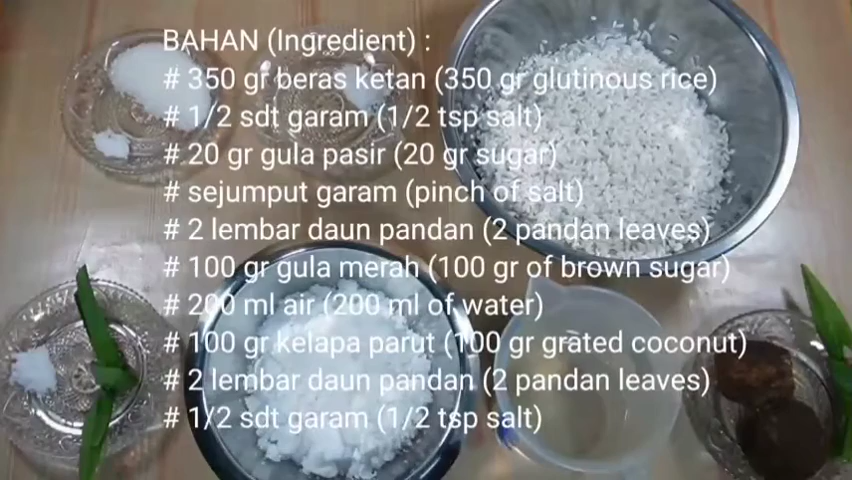 BAHAN (Ingredient) :
# 350 gr beras ketan (350 gr glutinous rice)
# 1/2 sdt garam (1/2 tsp salt)
# 20 gr gula pasir (20 gr sugar)
# sejumput garam (pinch of salt)
# 2 lembar daun pandan (2 pandan leaves)
# 100 gr gula merah (100 gr of brown sugar)
# 200 ml air (200 ml of water)
# 100 gr kelapa parut (100 gr grated coconut)
# 2 lembar daun pandan (2 pandan leaves)
# 1/2 sdt garam (1/2 tsp salt)